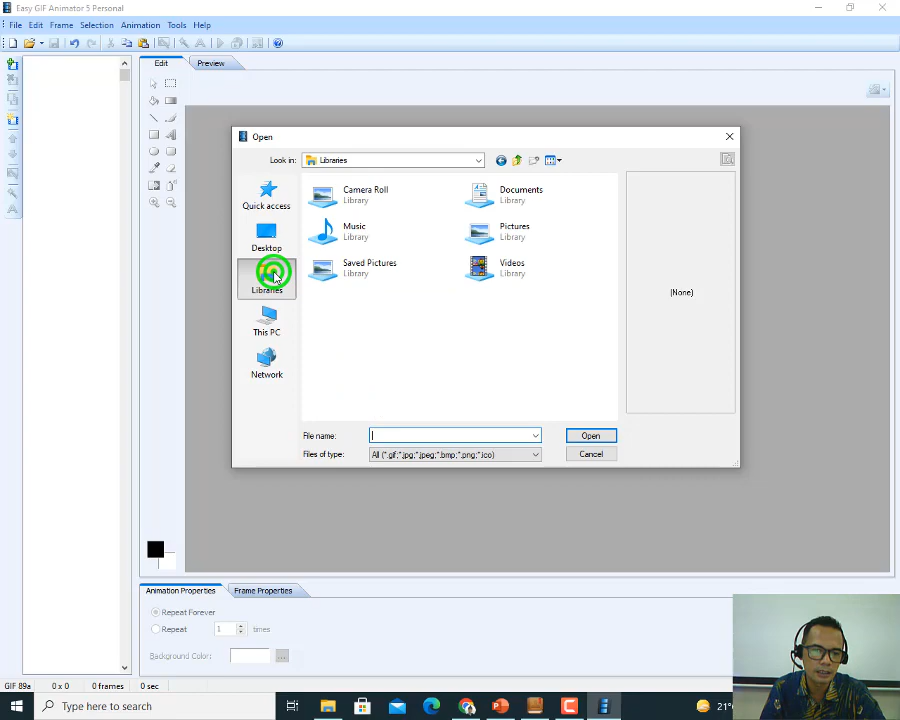 Easy GIF Animator 5 Personal
File Edit Frame Selection Animation Tools Help
Edit
Preview
Open
Look in: Libraries
Quick access
Desktop
Libraries
This PC
Network
Camera Roll
Library
Documents
Library
Music
Library
Pictures
Library
Saved Pictures
Library
Videos
Library
(None)
File name:
Open
Files of type: All (*.gif;*.jpg;*.jpeg;*.bmp;*.png;*.ico)
Cancel
Animation Properties
Frame Properties
Repeat Forever
Repeat 1 times
Background Color: ...
GIF 89a 0 x 0 0 frames 0 sec
Type here to search